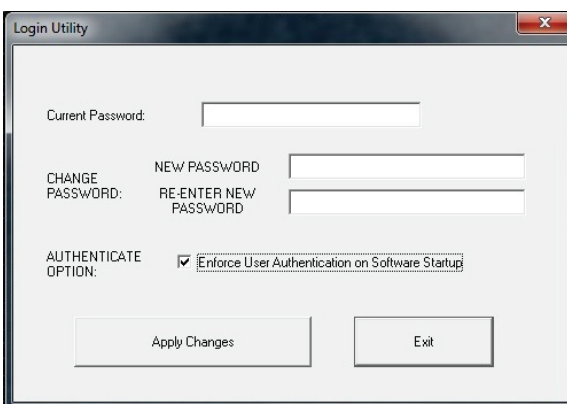 Login Utility
Current Password:
CHANGE
PASSWORD:
NEW PASSWORD
RE-ENTER NEW
PASSWORD
AUTHENTICATE
OPTION:
Enforce User Authentication on Software Startup
Apply Changes
Exit